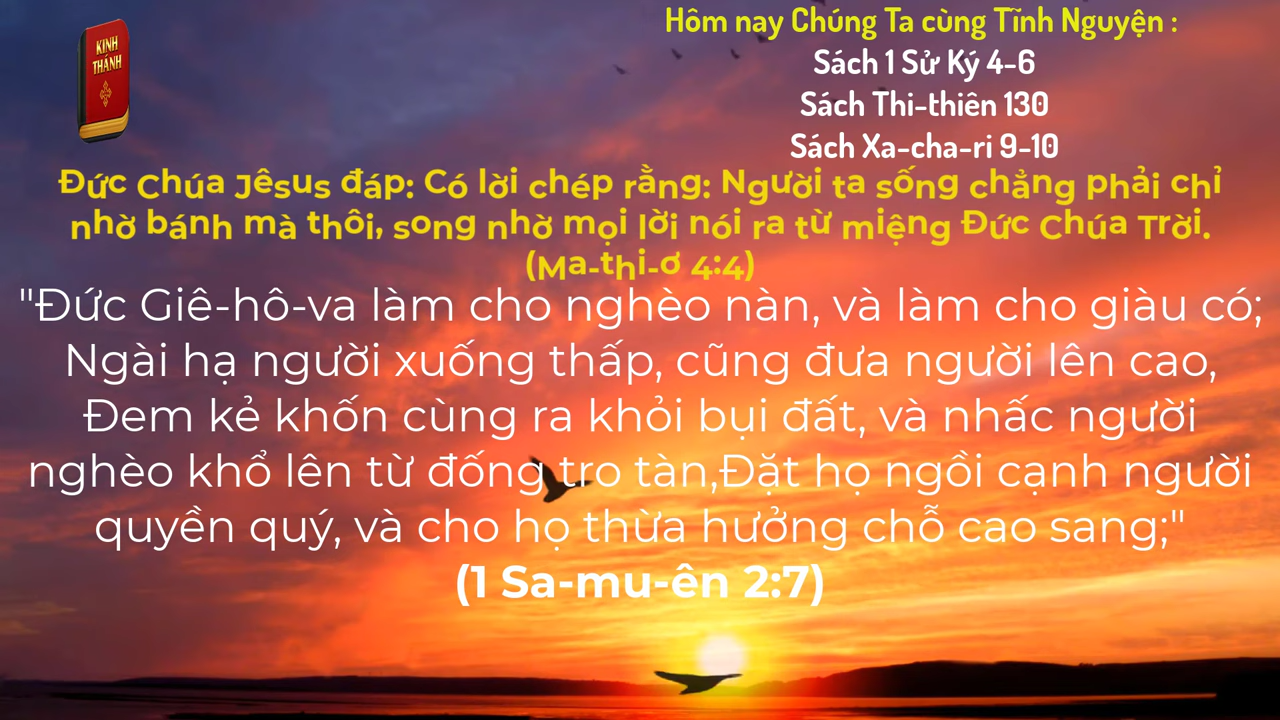 KINH
THÁNH
Hôm nay Chúng Ta cùng Tĩnh Nguyện :
Sách 1 Sử Ký 4-6
Sách Thi-thiên 130
Sách Xa-cha-ri 9-10
Đức Chúa Jêsus đáp: Có lời chép rằng: Người ta sống chẳng phải chỉ
nhờ bánh mà thôi, song nhờ mọi lời nói ra từ miệng Đức Chúa Trời.
(Ma-thi-ơ 4:4)
"Đức Giê-hô-va làm cho nghèo nàn, và làm cho giàu có;
Ngài hạ người xuống thấp, cũng đưa người lên cao,
Đem kẻ khốn cùng ra khỏi bụi đất, và nhấc người
nghèo khổ lên từ đống tro tàn,Đặt họ ngồi cạnh người
quyền quý, và cho họ thừa hưởng chỗ cao sang;"
(1 Sa-mu-ên 2:7)